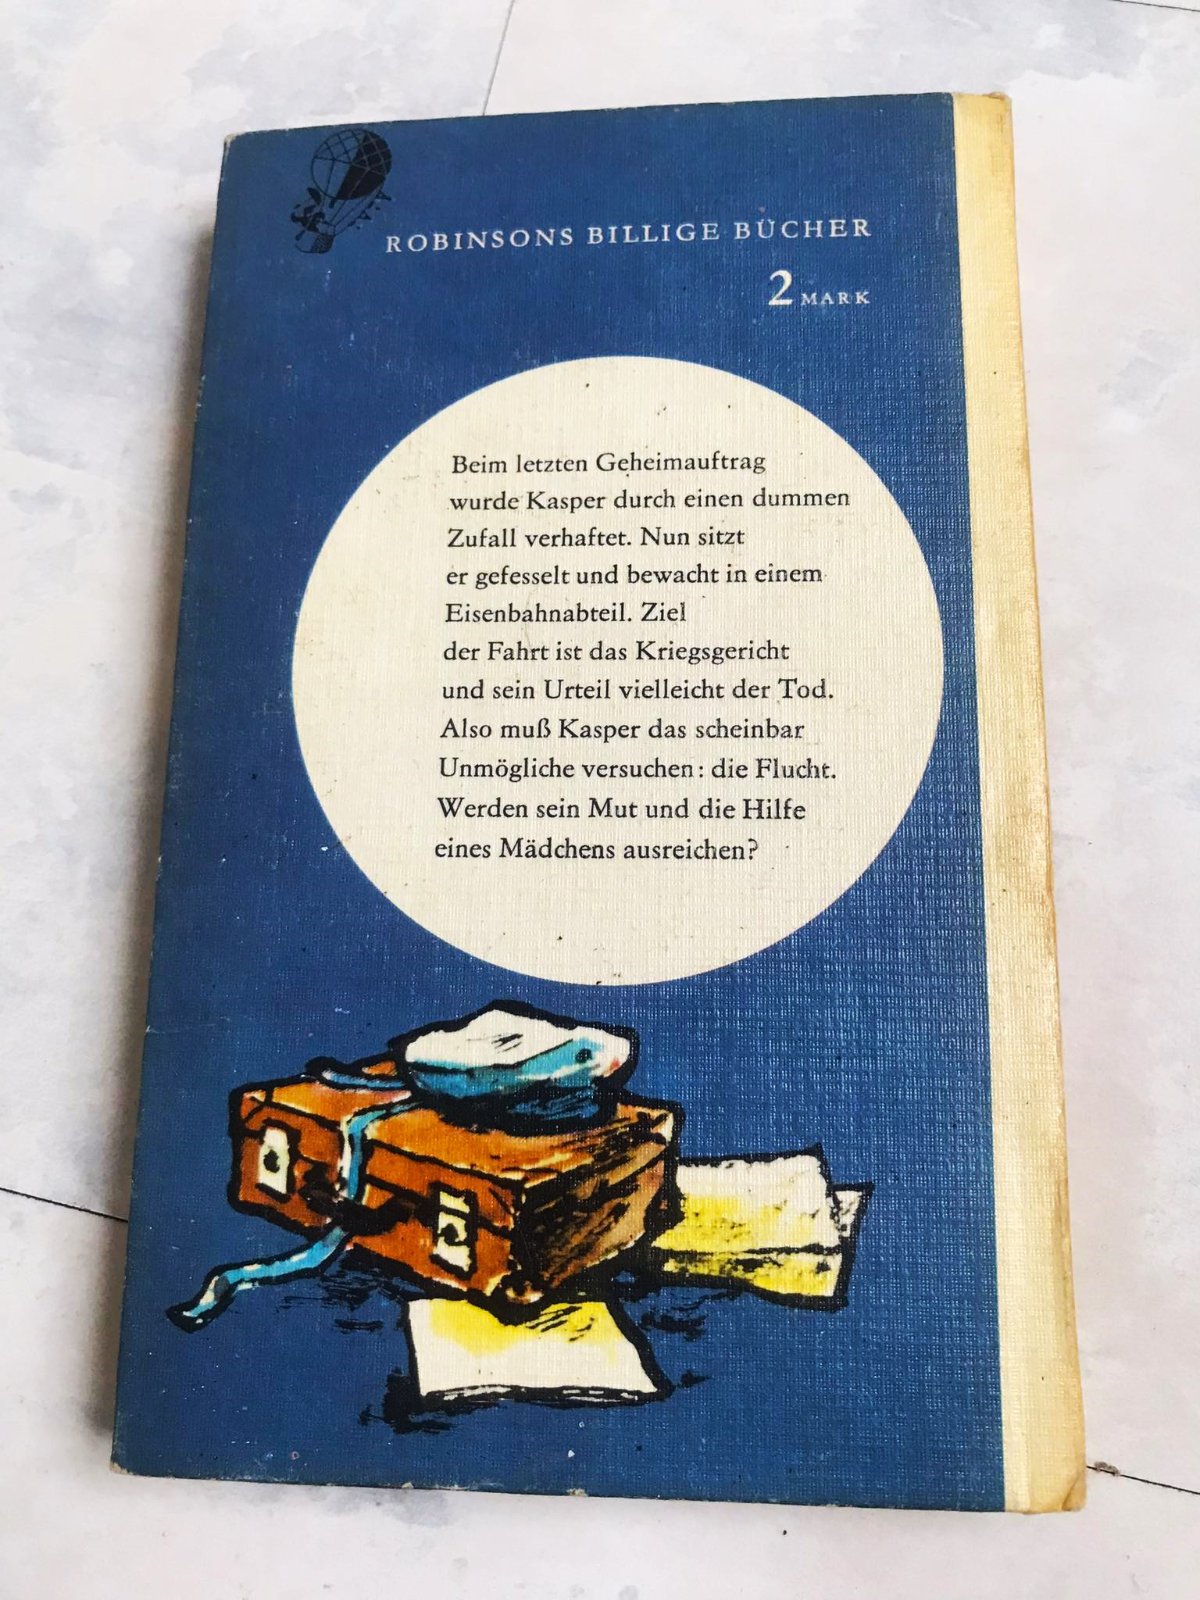 ROBINSONS BILLIGE BÜCHER
2 MARK
Beim letzten Geheimauftrag
wurde Kasper durch einen dummen
Zufall verhaftet. Nun sitzt
er gefesselt und bewacht in einem
Eisenbahnabteil. Ziel
der Fahrt ist das Kriegsgericht
und sein Urteil vielleicht der Tod.
Also muß Kasper das scheinbar
Unmögliche versuchen: die Flucht.
Werden sein Mut und die Hilfe
eines Mädchens ausreichen?